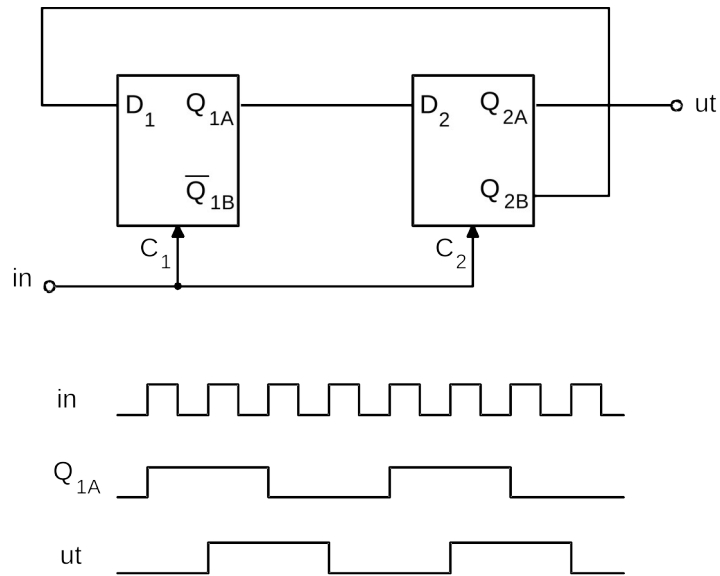 D1 Q1A D2 Q2A ut
Q̅1B Q2B
C1 C2
in
in
Q1A
ut